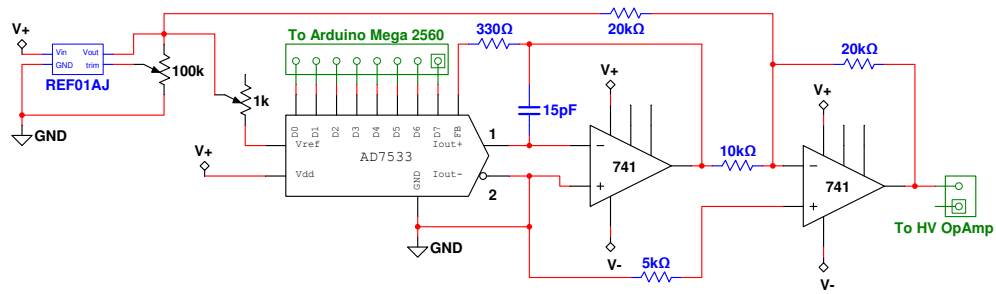 V+
Vin
Vout
GND
trim
REF01AJ
100k
GND
1k
V+
To Arduino Mega 2560
D0
D1
D2
D3
D4
D5
D6
D7
FB
Vref
Iout+
AD7533
Vdd
GND
Iout-
1
2
GND
330Ω
15pF
V+
741
V-
20kΩ
10kΩ
5kΩ
20kΩ
V+
741
V-
To HV OpAmp